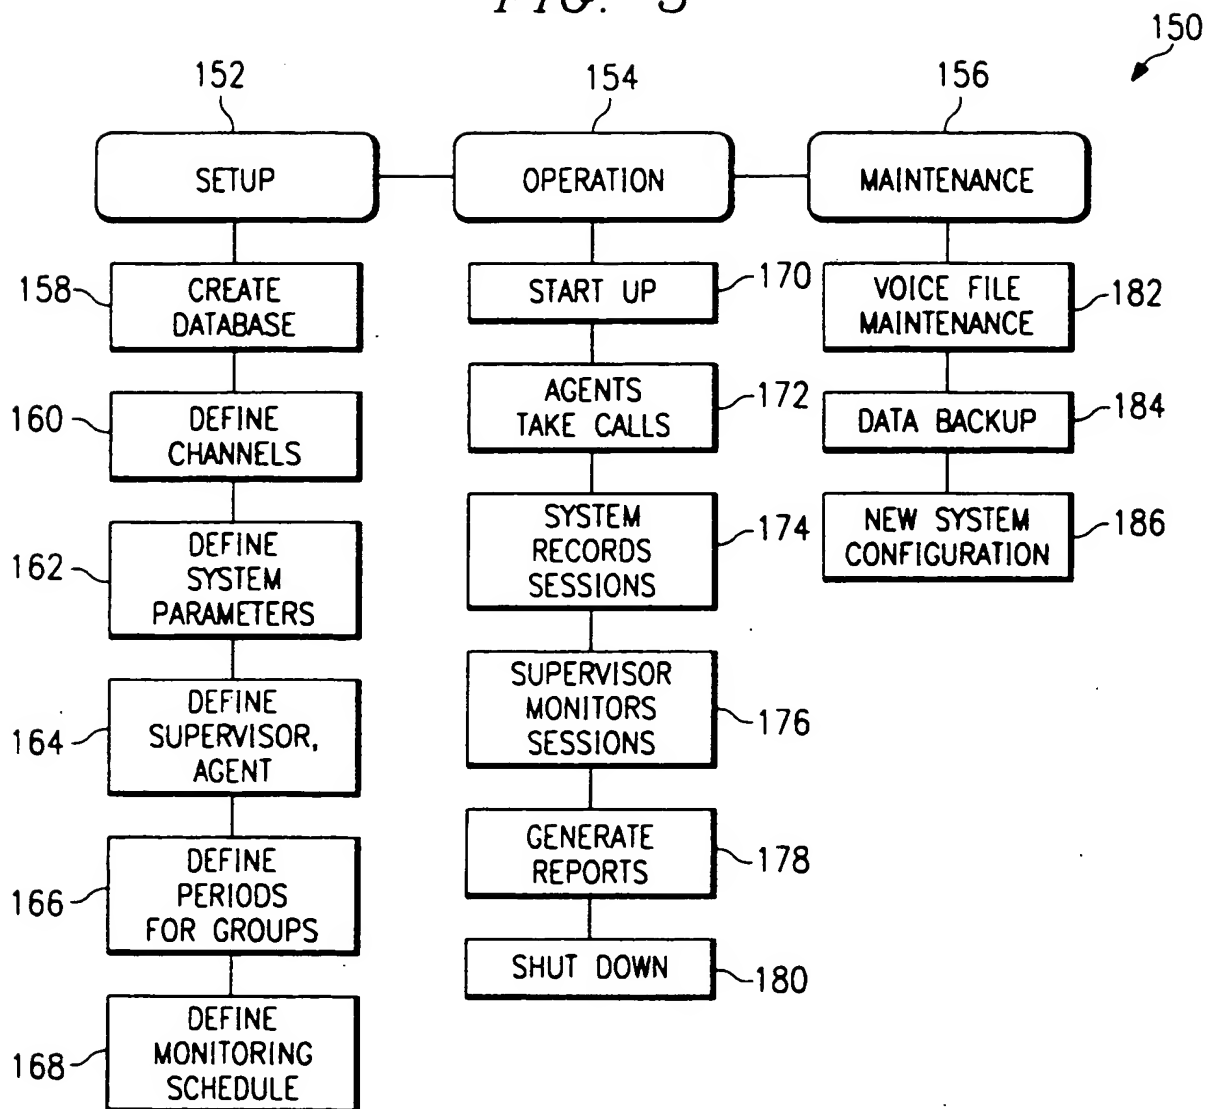 150
152
154
156
SETUP
OPERATION
MAINTENANCE
158
CREATE
DATABASE
160
DEFINE
CHANNELS
162
DEFINE
SYSTEM
PARAMETERS
164
DEFINE
SUPERVISOR,
AGENT
166
DEFINE
PERIODS
FOR GROUPS
168
DEFINE
MONITORING
SCHEDULE
START UP
170
AGENTS
TAKE CALLS
172
SYSTEM
RECORDS
SESSIONS
174
SUPERVISOR
MONITORS
SESSIONS
176
GENERATE
REPORTS
178
SHUT DOWN
180
VOICE FILE
MAINTENANCE
182
DATA BACKUP
184
NEW SYSTEM
CONFIGURATION
186